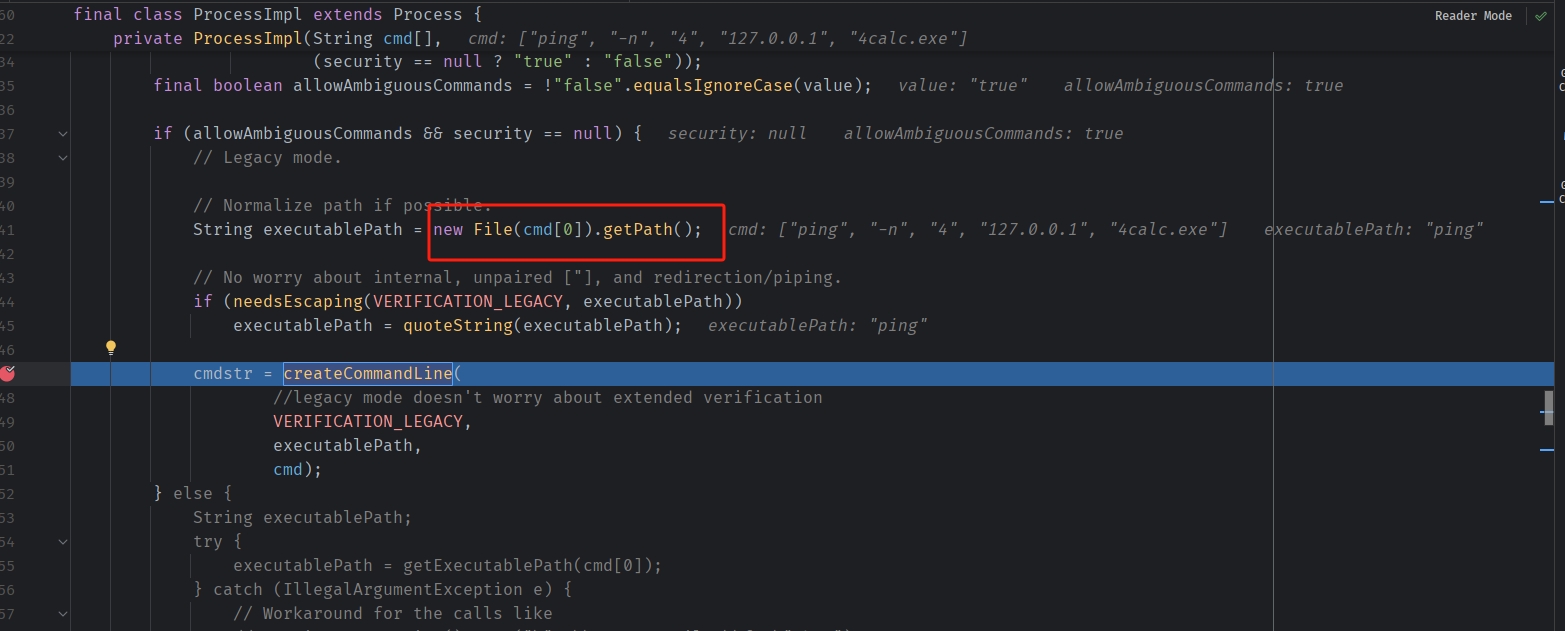 50 final class ProcessImpl extends Process { Reader Mode
22 private ProcessImpl(String cmd[], cmd: ["ping", "-n", "4", "127.0.0.1", "4calc.exe"]
34 (security == null ? "true" : "false"));
35 final boolean allowAmbiguousCommands = !"false".equalsIgnoreCase(value); value: "true" allowAmbiguousCommands: true
36
37 if (allowAmbiguousCommands && security == null) { security: null allowAmbiguousCommands: true
38 // Legacy mode.
39
40 // Normalize path if possible.
41 String executablePath = new File(cmd[0]).getPath(); cmd: ["ping", "-n", "4", "127.0.0.1", "4calc.exe"] executablePath: "ping"
42
43 // No worry about internal, unpaired ["], and redirection/piping.
44 if (needsEscaping(VERIFICATION_LEGACY, executablePath))
45 executablePath = quoteString(executablePath); executablePath: "ping"
46
cmdstr = createCommandLine(
48 //legacy mode doesn't worry about extended verification
49 VERIFICATION_LEGACY,
50 executablePath,
51 cmd);
52 } else {
53 String executablePath;
54 try {
55 executablePath = getExecutablePath(cmd[0]);
56 } catch (IllegalArgumentException e) {
57 // Workaround for the calls like